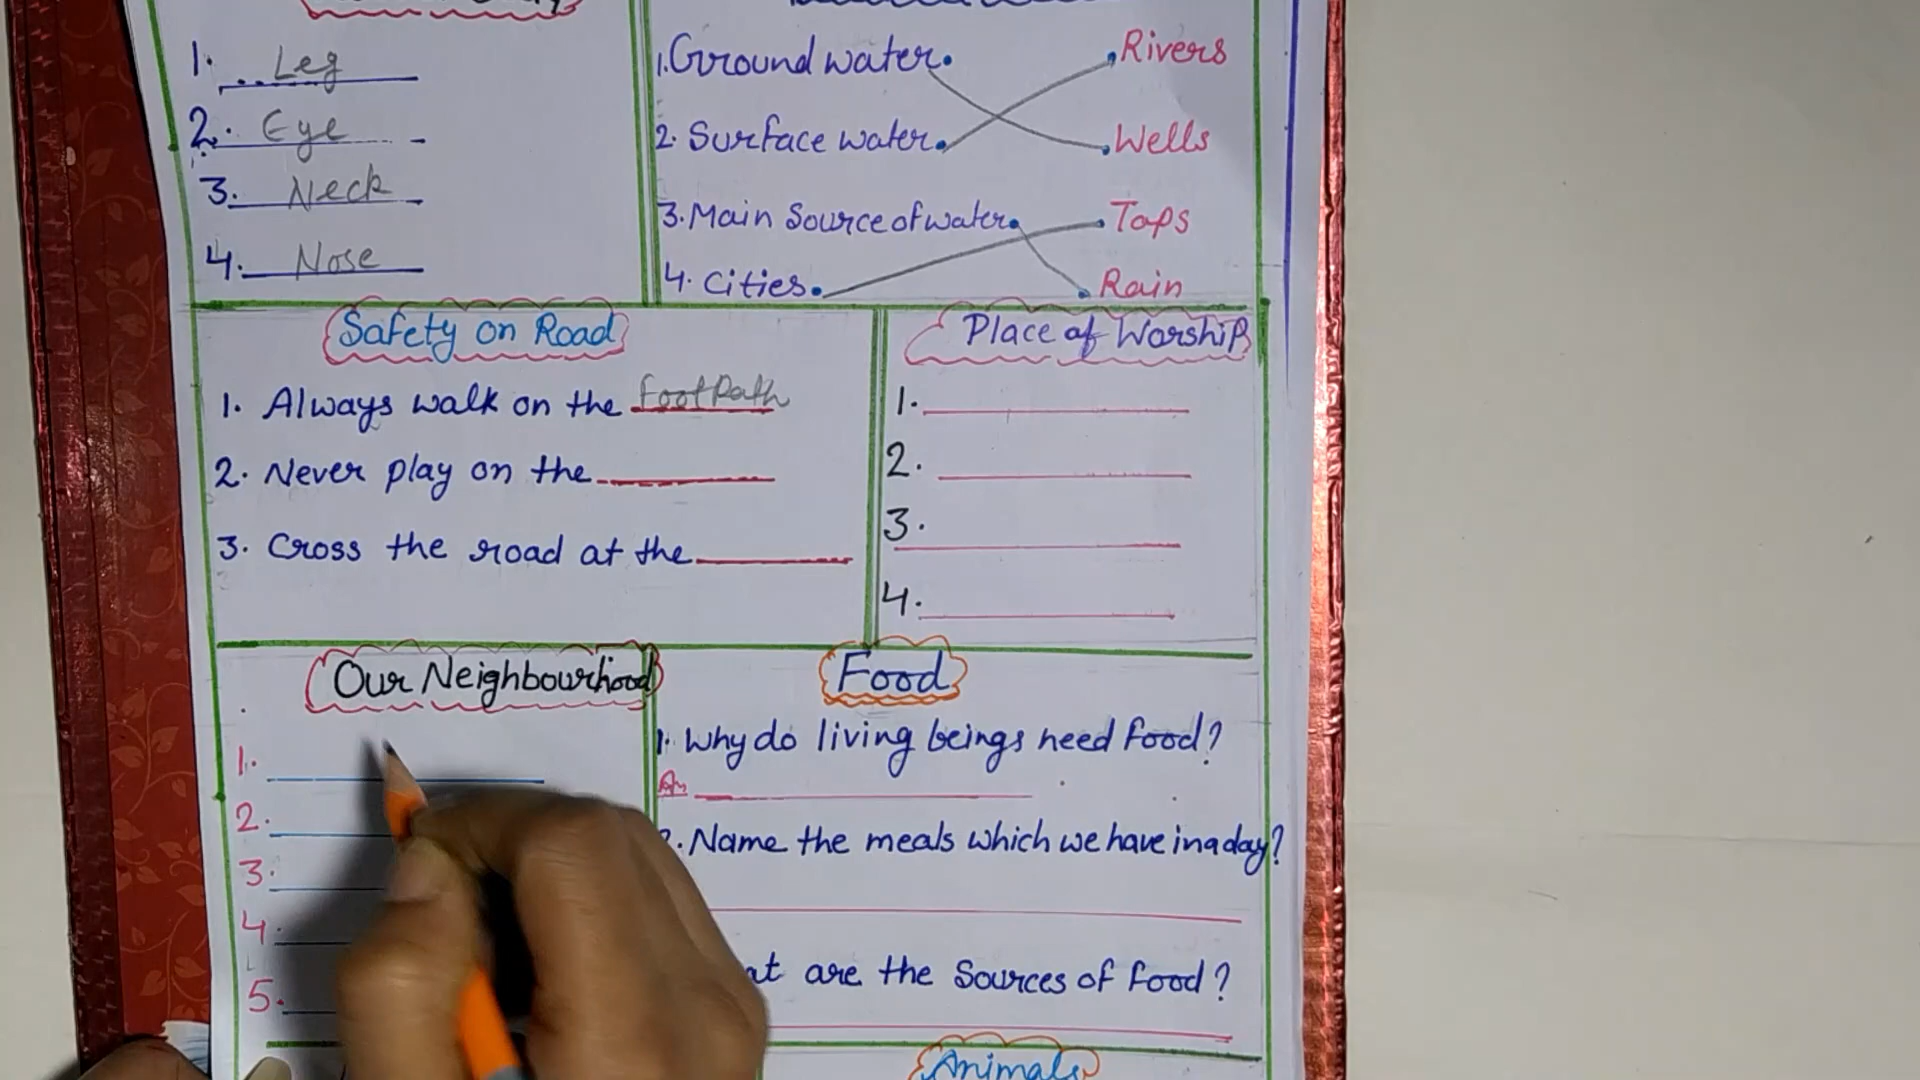 1. Leg
2. Eye
3. Neck
4. Nose
1. Ground water
2. Surface water
3. Main Source of water
4. Cities
Rivers
Wells
Taps
Rain
Safety on Road
1. Always walk on the FootPath
2. Never play on the
3. Cross the road at the
Place of Worship
1.
2.
3.
4.
Our Neighbourhood
1.
2.
3.
4.
5.
Food
1. Why do living beings need food?
An
. Name the meals which we have in a day?
are the Sources of food?
Animals